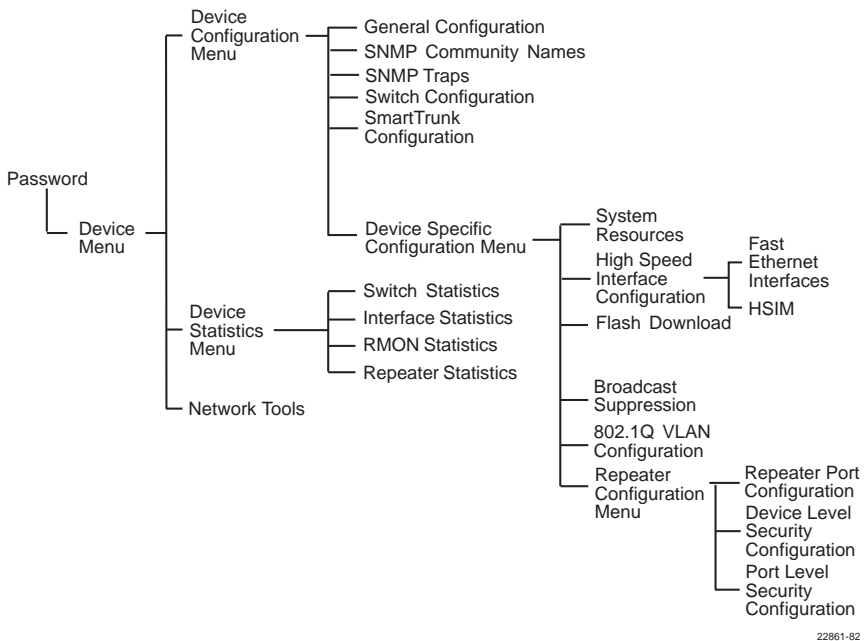 Password
Device
Menu
Device
Configuration
Menu
General Configuration
SNMP Community Names
SNMP Traps
Switch Configuration
SmartTrunk
Configuration
Device Specific
Configuration Menu
System
Resources
High Speed
Interface
Configuration
Fast
Ethernet
Interfaces
HSIM
Flash Download
Broadcast
Suppression
802.1Q VLAN
Configuration
Repeater
Configuration
Menu
Repeater Port
Configuration
Device Level
Security
Configuration
Port Level
Security
Configuration
Device
Statistics
Menu
Switch Statistics
Interface Statistics
RMON Statistics
Repeater Statistics
Network Tools
22861-82